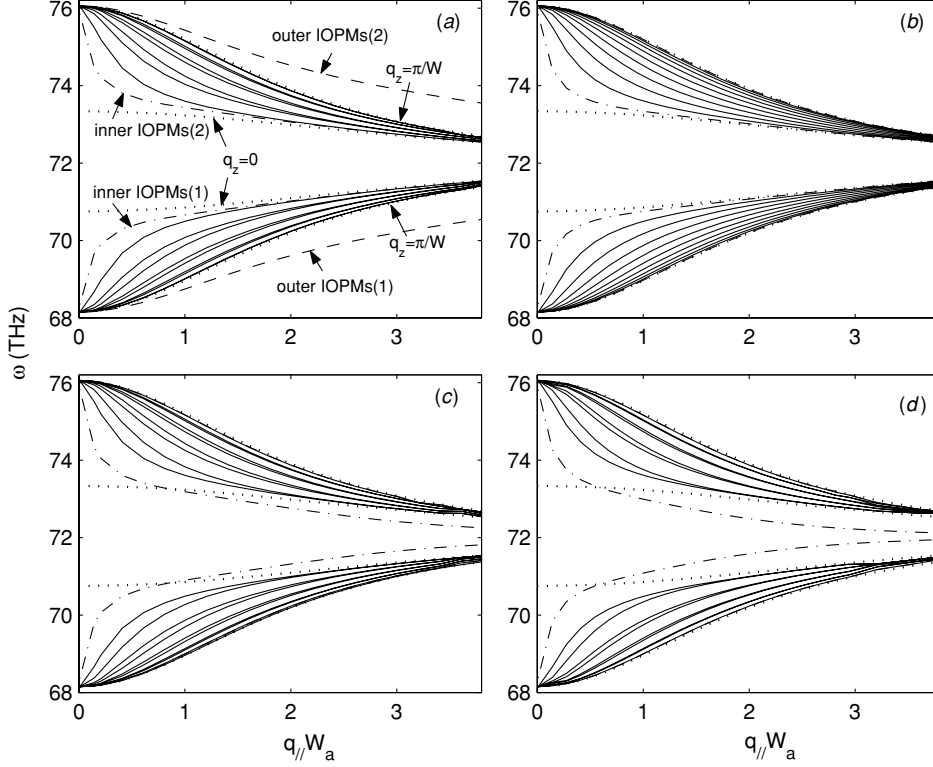 (a)
(b)
76
74
72
70
68
outer IOPMs(2)
q_z=π/W
inner IOPMs(2)
q_z=0
inner IOPMs(1)
q_z=π/W
outer IOPMs(1)
0 1 2 3
76
74
72
70
68
0 1 2 3
ω (THz)
(c)
(d)
76
74
72
70
68
0 1 2 3
q_//W_a
76
74
72
70
68
0 1 2 3
q_//W_a